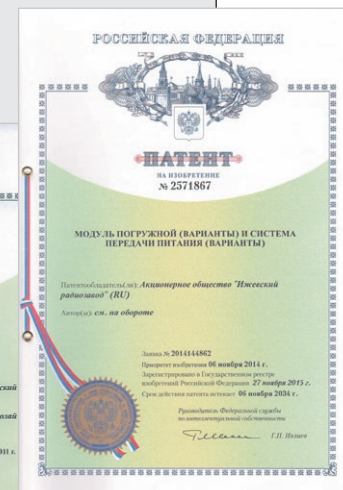 РОССИЙСКАЯ ФЕДЕРАЦИЯ
ПАТЕНТ
НА ИЗОБРЕТЕНИЕ
№ 2571867
МОДУЛЬ ПОГРУЖНОЙ (ВАРИАНТЫ) И СИСТЕМА
ПЕРЕДАЧИ ПИТАНИЯ (ВАРИАНТЫ)
Патентообладатель(ли): Акционерное общество "Ижевский
радиозавод" (RU)
Автор(ы): см. на обороте
Заявка № 2014144862
Приоритет изобретения 06 ноября 2014 г.
Зарегистрировано в Государственном реестре
изобретений Российской Федерации 27 ноября 2015 г.
Срок действия патента истекает 06 ноября 2034 г.
Руководитель Федеральной службы
по интеллектуальной собственности
Г.П. Ивлиев